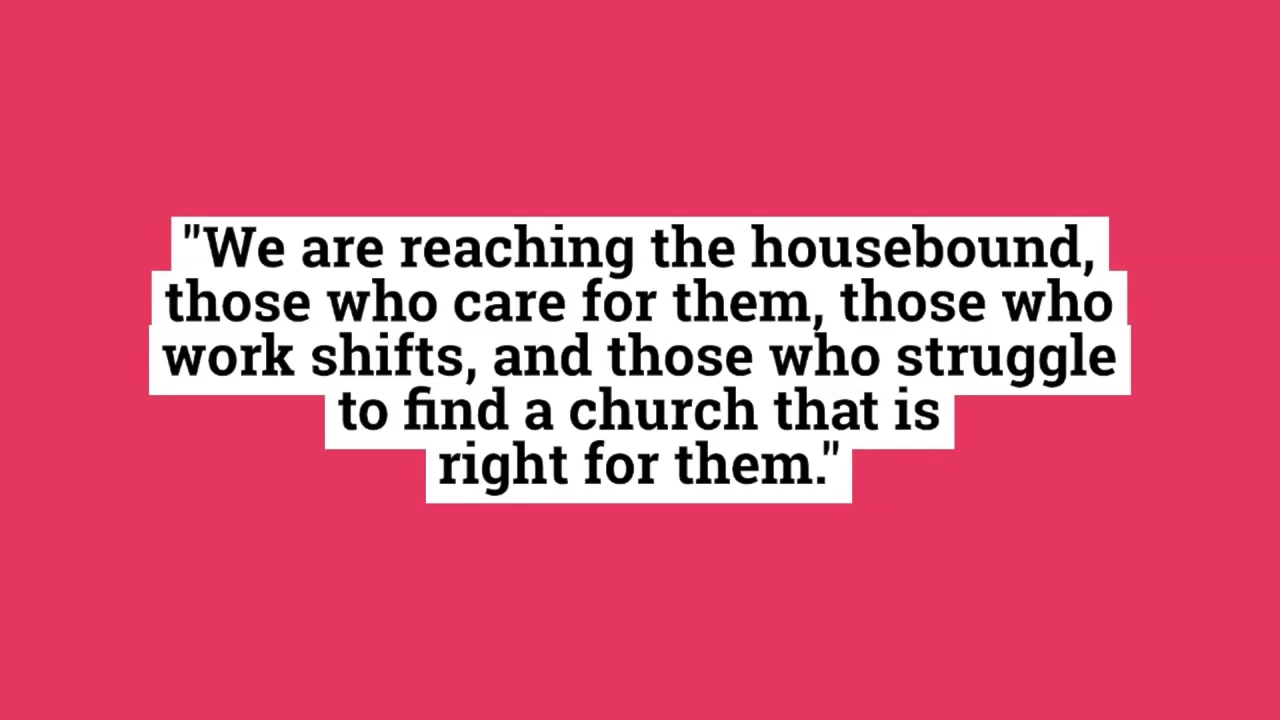 "We are reaching the housebound,
those who care for them, those who
work shifts, and those who struggle
to find a church that is
right for them."